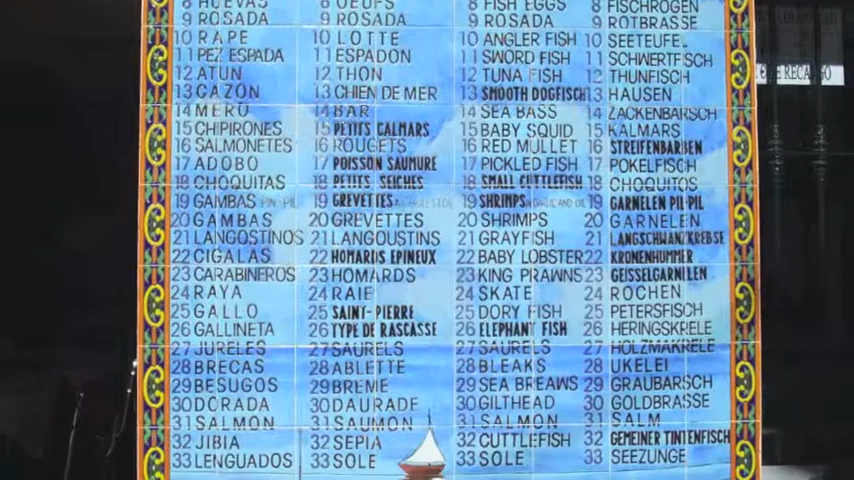 8 HUEVAS 8 OEUFS 8 FISH EGGS 8 FISCHROGEN
9 ROSADA 9 ROSADA 9 ROSADA 9 ROTBRASSE
10 RAPE 10 LOTTE 10 ANGLER FISH 10 SEETEUFEL
11 PEZ ESPADA 11 ESPADON 11 SWORD FISH 11 SCHWERTFISCH
12 ATUN 12 THON 12 TUNA FISH 12 THUNFISCH
13 CAZON 13 CHIEN DE MER 13 SMOOTH DOGFISCH 13 HAUSEN
14 MERO 14 BAR 14 SEA BASS 14 ZACKENBARSCH
15 CHIPIRONES 15 PETITS CALMARS 15 BABY SQUID 15 KALMARS
16 SALMONETES 16 ROUGETS 16 RED MULLET 16 STREIFENBARBEN
17 ADOBO 17 POISSON SAUMURE 17 PICKLED FISH 17 POKELFISCH
18 CHOQUITAS 18 PETITES SEICHES 18 SMALL CUTTLEFISH 18 CHOQUITOS
19 GAMBAS PIN-PIL 19 GREVETTES 19 SHRIMPS IN GARLIC AND OIL 19 GARNELEN PIL PIL
20 GAMBAS 20 GREVETTES 20 SHRIMPS 20 GARNELEN
21 LANGOSTINOS 21 LANGOUSTINS 21 GRAYFISH 21 LANGSCHWANZKREBSE
22 CIGALAS 22 HOMARDS EPINEUX 22 BABY LOBSTER 22 KRONENHUMMER
23 CARABINEROS 23 HOMARDS 23 KING PRAWNS 23 GEISSELGARNILEN
24 RAYA 24 RAIE 24 SKATE 24 ROCHEN
25 GALLO 25 SAINT-PIERRE 25 DORY FISH 25 PETERSFISCH
26 GALLINETA 26 TYPE DE RASCASSE 26 ELEPHANT FISH 26 HERINGSKRELE
27 JURELES 27 SAURELS 27 SAURELS 27 HOLZMAKRELE
28 BRECAS 28 ABLETTE 28 BLEAKS 28 UKELEI
29 BESUGOS 29 BREME 29 SEA BREAWS 29 GRAUBARSCH
30 DORADA 30 DAURADE 30 GILTHEAD 30 GOLDBRASSE
31 SALMON 31 SAUMON 31 SALMON 31 SALM
32 JIBIA 32 SEPIA 32 CUTTLEFISH 32 GEMEINER TINTENFISCH
33 LENGUADOS 33 SOLE 33 SOLE 33 SEEZUNGE
RECARGO